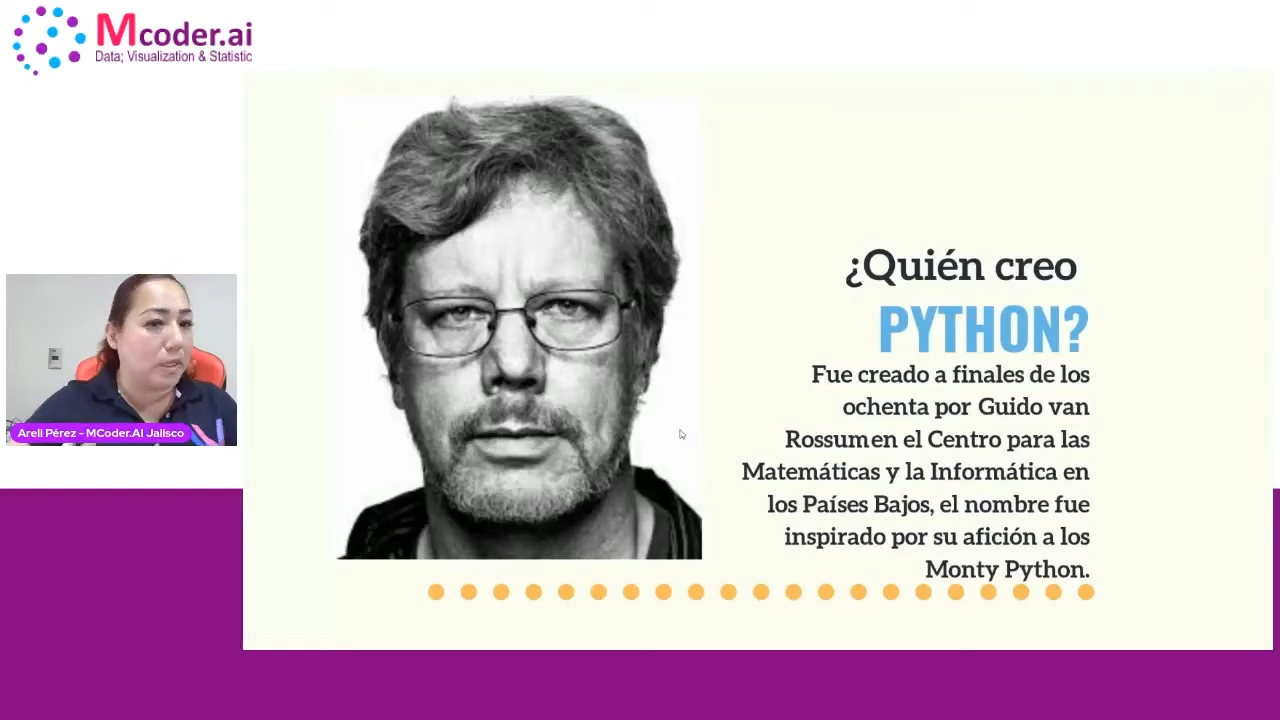 Mcoder.ai
Data; Visualization & Statistic
¿Quién creo
PYTHON?
Fue creado a finales de los
ochenta por Guido van
Rossumen el Centro para las
Matemáticas y la Informática en
los Países Bajos, el nombre fue
inspirado por su afición a los
Monty Python.
Areli Pérez – MCoder.AI Jalisco